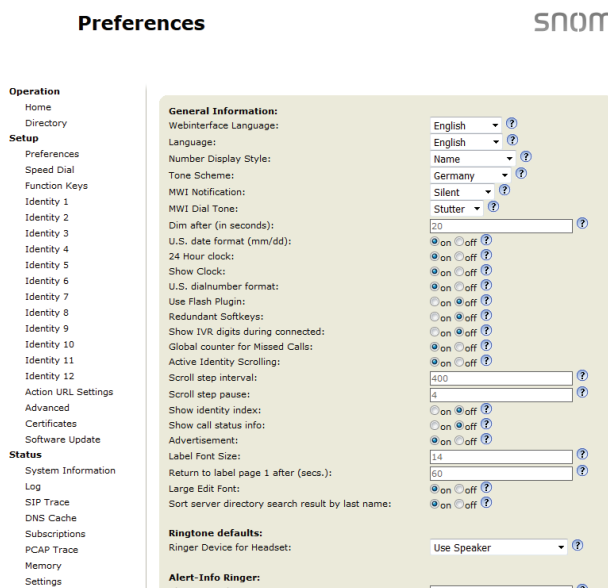 Preferences
snom
Operation
Home
Directory
Setup
Preferences
Speed Dial
Function Keys
Identity 1
Identity 2
Identity 3
Identity 4
Identity 5
Identity 6
Identity 7
Identity 8
Identity 9
Identity 10
Identity 11
Identity 12
Action URL Settings
Advanced
Certificates
Software Update
Status
System Information
Log
SIP Trace
DNS Cache
Subscriptions
PCAP Trace
Memory
Settings
General Information:
Webinterface Language: English
Language: English
Number Display Style: Name
Tone Scheme: Germany
MWI Notification: Silent
MWI Dial Tone: Stutter
Dim after (in seconds): 20
U.S. date format (mm/dd): on off
24 Hour clock: on off
Show Clock: on off
U.S. dialnumber format: on off
Use Flash Plugin: on off
Redundant Softkeys: on off
Show IVR digits during connected: on off
Global counter for Missed Calls: on off
Active Identity Scrolling: on off
Scroll step interval: 400
Scroll step pause: 4
Show identity index: on off
Show call status info: on off
Advertisement: on off
Label Font Size: 14
Return to label page 1 after (secs.): 60
Large Edit Font: on off
Sort server directory search result by last name: on off
Ringtone defaults:
Ringer Device for Headset: Use Speaker
Alert-Info Ringer: